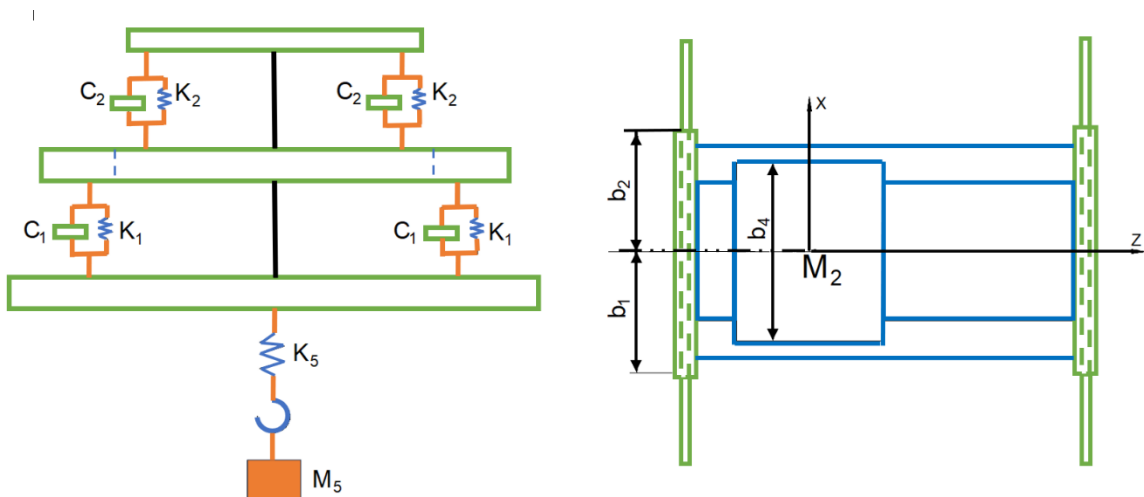 C₂ K₂ C₂ K₂
C₁ K₁ C₁ K₁
K₅
M₅
X
b₂
b₄
Z
M₂
b₁